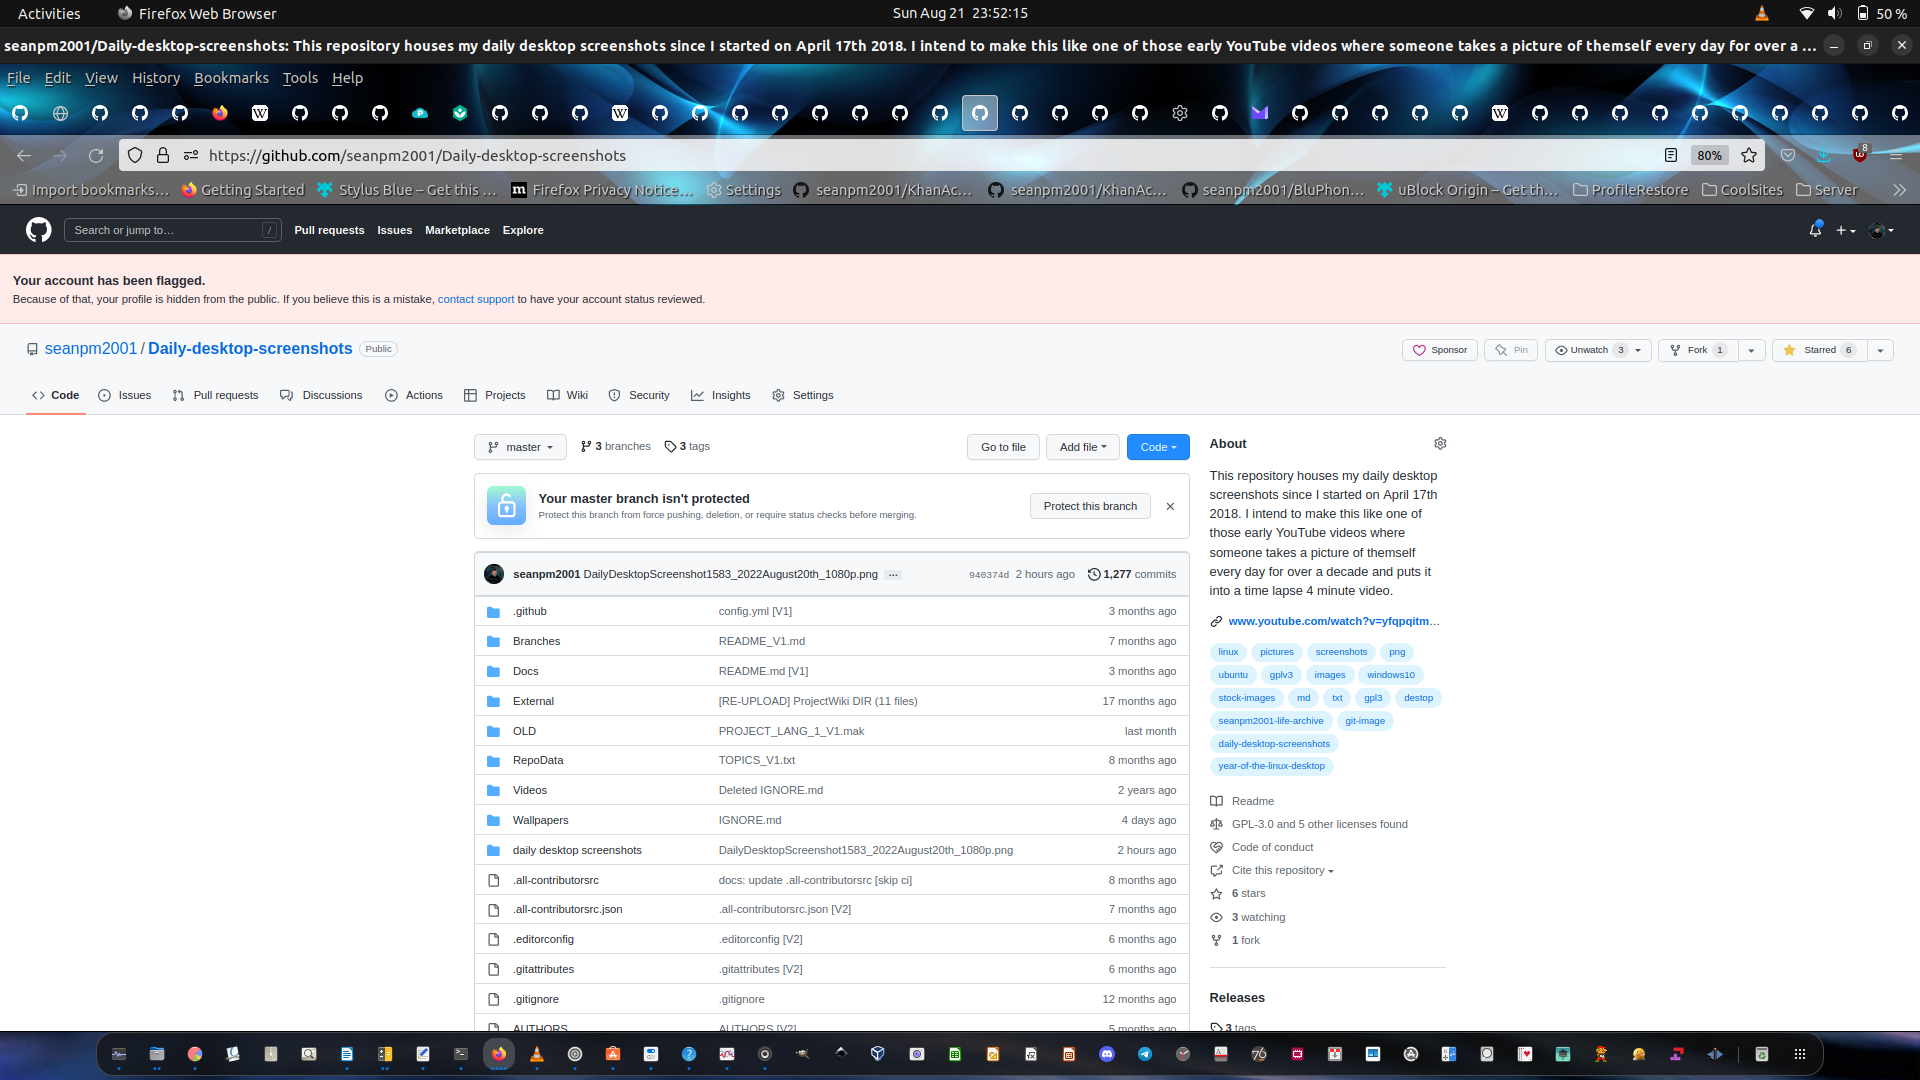 Activities
Firefox Web Browser
Sun Aug 21  23:52:15
50 %
seanpm2001/Daily-desktop-screenshots: This repository houses my daily desktop screenshots since I started on April 17th 2018. I intend to make this like one of those early YouTube videos where someone takes a picture of themself every day for over a ...
File Edit View History Bookmarks Tools Help
https://github.com/seanpm2001/Daily-desktop-screenshots
80%
8
Import bookmarks... Getting Started Stylus Blue – Get this ... Firefox Privacy Notice... Settings seanpm2001/KhanAc... seanpm2001/KhanAc... seanpm2001/BluPhon... uBlock Origin – Get th... ProfileRestore CoolSites Server
Search or jump to... /
Pull requests Issues Marketplace Explore
Your account has been flagged.
Because of that, your profile is hidden from the public. If you believe this is a mistake, contact support to have your account status reviewed.
seanpm2001 / Daily-desktop-screenshots Public
Sponsor Pin Unwatch 3 Fork 1 Starred 6
Code Issues Pull requests Discussions Actions Projects Wiki Security Insights Settings
master 3 branches 3 tags Go to file Add file Code
Your master branch isn't protected
Protect this branch from force pushing, deletion, or require status checks before merging.
Protect this branch
seanpm2001 DailyDesktopScreenshot1583_2022August20th_1080p.png ... 940374d 2 hours ago 1,277 commits
.github config.yml [V1] 3 months ago
Branches README_V1.md 7 months ago
Docs README.md [V1] 3 months ago
External [RE-UPLOAD] ProjectWiki DIR (11 files) 17 months ago
OLD PROJECT_LANG_1_V1.mak last month
RepoData TOPICS_V1.txt 8 months ago
Videos Deleted IGNORE.md 2 years ago
Wallpapers IGNORE.md 4 days ago
daily desktop screenshots DailyDesktopScreenshot1583_2022August20th_1080p.png 2 hours ago
.all-contributorsrc docs: update .all-contributorsrc [skip ci] 8 months ago
.all-contributorsrc.json .all-contributorsrc.json [V2] 7 months ago
.editorconfig .editorconfig [V2] 6 months ago
.gitattributes .gitattributes [V2] 6 months ago
.gitignore .gitignore 12 months ago
AUTHORS AUTHORS [V2] 5 months ago
About
This repository houses my daily desktop
screenshots since I started on April 17th
2018. I intend to make this like one of
those early YouTube videos where
someone takes a picture of themself
every day for over a decade and puts it
into a time lapse 4 minute video.
www.youtube.com/watch?v=yfqpqitm...
linux pictures screenshots png
ubuntu gplv3 images windows10
stock-images md txt gpl3 destop
seanpm2001-life-archive git-image
daily-desktop-screenshots
year-of-the-linux-desktop
Readme
GPL-3.0 and 5 other licenses found
Code of conduct
Cite this repository
6 stars
3 watching
1 fork
Releases
3 tags